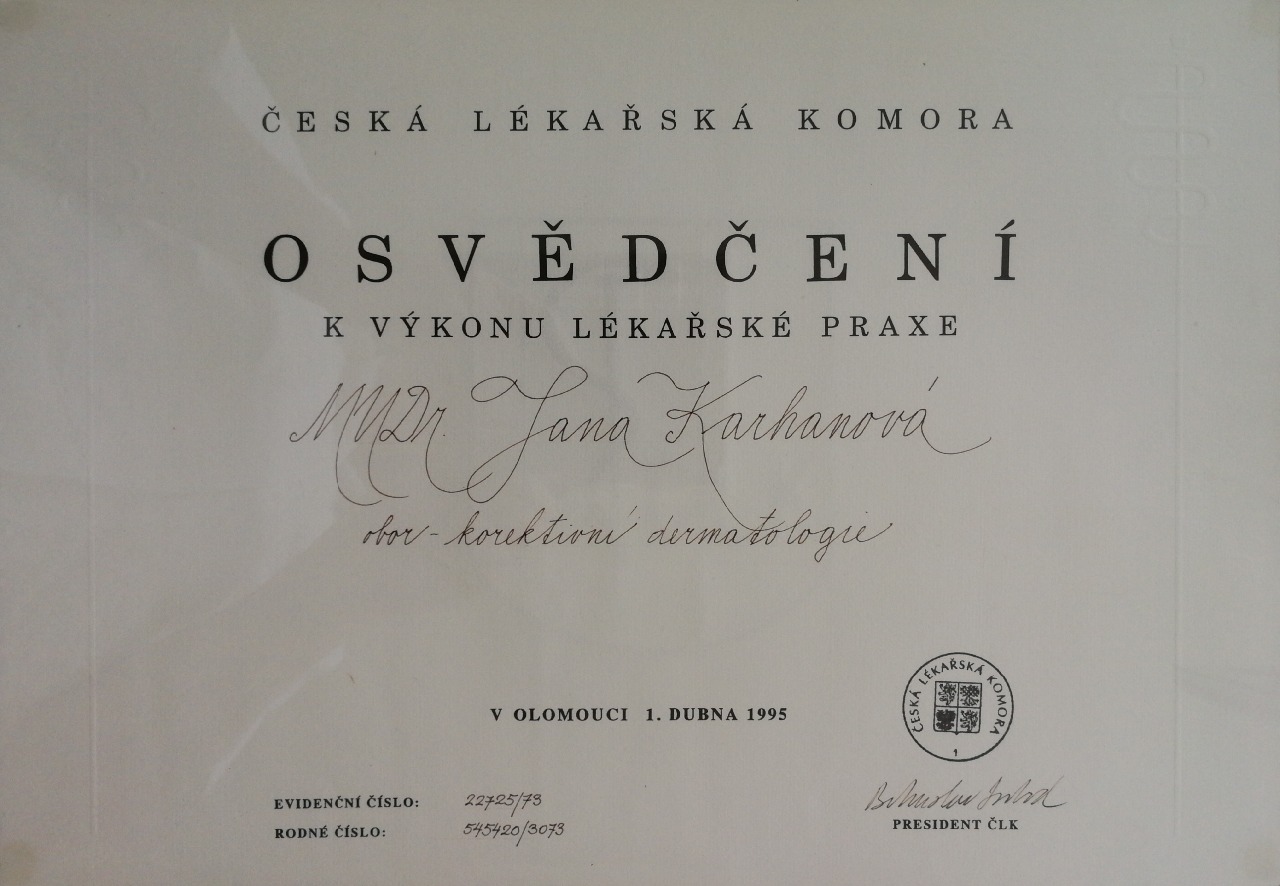 ČESKÁ LÉKAŘSKÁ KOMORA
OSVĚDČENÍ
K VÝKONU LÉKAŘSKÉ PRAXE
MUDr. Jana Karhanová
obor - korektivní dermatologie
ČESKÁ LÉKAŘSKÁ KOMORA
1
V OLOMOUCI 1. DUBNA 1995
EVIDENČNÍ ČÍSLO: 22725/73
RODNÉ ČÍSLO: 545420/3073
Bohuslav
PRESIDENT ČLK